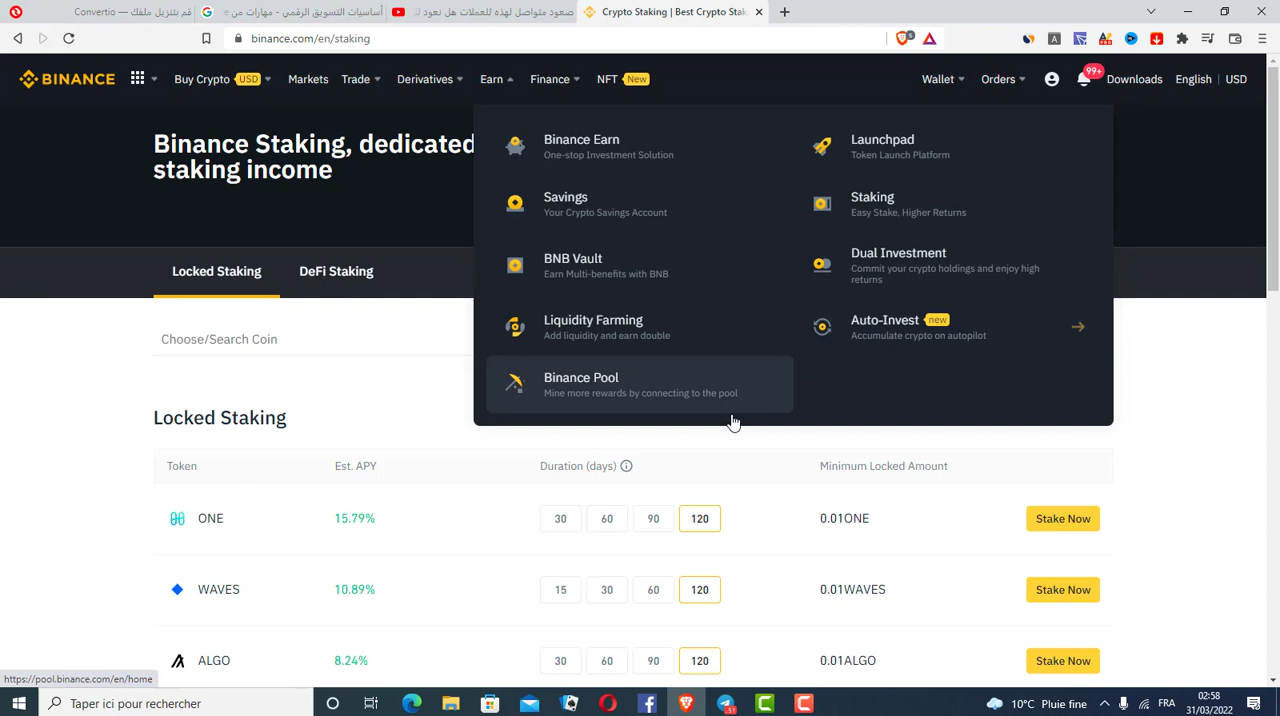 Convertio — قم بتنزيل ملفك
أساسيات التسويق الرقمي - مهارات من e
صعود متواصل لهذه للعملات هل نعود لـ
Crypto Staking | Best Crypto Stak
binance.com/en/staking
5
BINANCE
Buy Crypto USD
Markets
Trade
Derivatives
Earn
Finance
NFT New
Wallet
Orders
99+
Downloads
English
USD
Binance Staking, dedicated
staking income
Binance Earn
One-stop Investment Solution
Launchpad
Token Launch Platform
Savings
Your Crypto Savings Account
Staking
Easy Stake, Higher Returns
BNB Vault
Earn Multi-benefits with BNB
Dual Investment
Commit your crypto holdings and enjoy high
returns
Liquidity Farming
Add liquidity and earn double
Auto-Invest new
Accumulate crypto on autopilot
Binance Pool
Mine more rewards by connecting to the pool
Locked Staking
DeFi Staking
Choose/Search Coin
Locked Staking
Token Est. APY Duration (days) Minimum Locked Amount
ONE 15.79% 30 60 90 120 0.01ONE Stake Now
WAVES 10.89% 15 30 60 120 0.01WAVES Stake Now
ALGO 8.24% 30 60 90 120 0.01ALGO Stake Now
https://pool.binance.com/en/home
Taper ici pour rechercher
51
10°C Pluie fine
FRA
02:58
31/03/2022